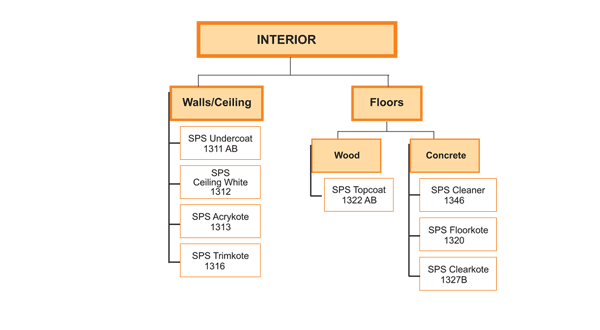 INTERIOR
Walls/Ceiling
SPS Undercoat
1311 AB
SPS
Ceiling White
1312
SPS Acrykote
1313
SPS Trimkote
1316
Floors
Wood
SPS Topcoat
1322 AB
Concrete
SPS Cleaner
1346
SPS Floorkote
1320
SPS Clearkote
1327B